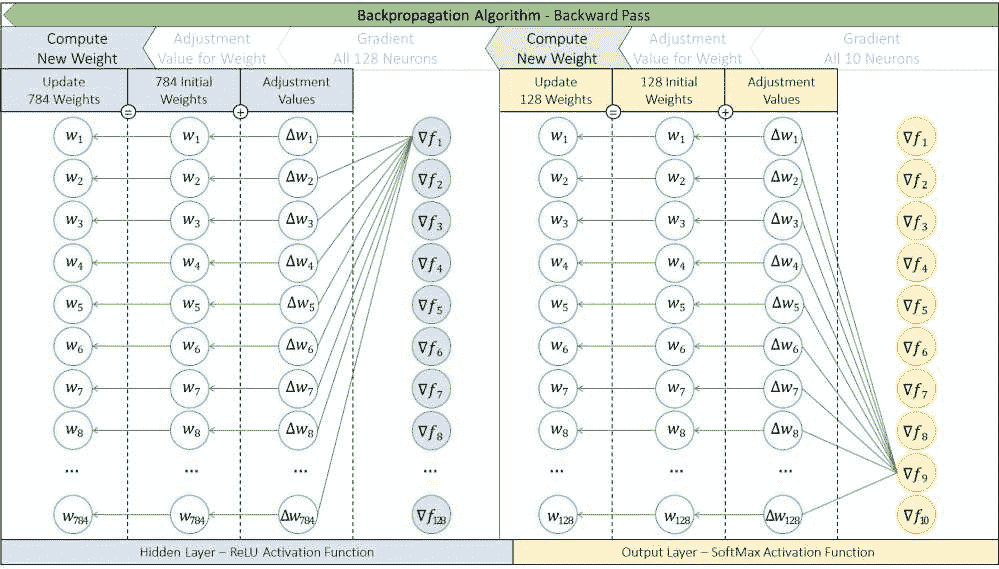 Backpropagation Algorithm - Backward Pass
Compute
New Weight
Adjustment
Value for Weight
Gradient
All 128 Neurons
Compute
New Weight
Adjustment
Value for Weight
Gradient
All 10 Neurons
Update
784 Weights
=
784 Initial
Weights
+
Adjustment
Values
Update
128 Weights
=
128 Initial
Weights
+
Adjustment
Values
w₁ w₁ Δw₁ ∇f₁ w₁ w₁ Δw₁ ∇f₁
w₂ w₂ Δw₂ ∇f₂ w₂ w₂ Δw₂ ∇f₂
w₃ w₃ Δw₃ ∇f₃ w₃ w₃ Δw₃ ∇f₃
w₄ w₄ Δw₄ ∇f₄ w₄ w₄ Δw₄ ∇f₄
w₅ w₅ Δw₅ ∇f₅ w₅ w₅ Δw₅ ∇f₅
w₆ w₆ Δw₆ ∇f₆ w₆ w₆ Δw₆ ∇f₆
w₇ w₇ Δw₇ ∇f₇ w₇ w₇ Δw₇ ∇f₇
w₈ w₈ Δw₈ ∇f₈ w₈ w₈ Δw₈ ∇f₈
... ... ... ... ... ... ... ∇f₉
w₇₈₄ w₇₈₄ Δw₇₈₄ ∇f₁₂₈ w₁₂₈ w₁₂₈ Δw₁₂₈ ∇f₁₀
Hidden Layer – ReLU Activation Function
Output Layer – SoftMax Activation Function